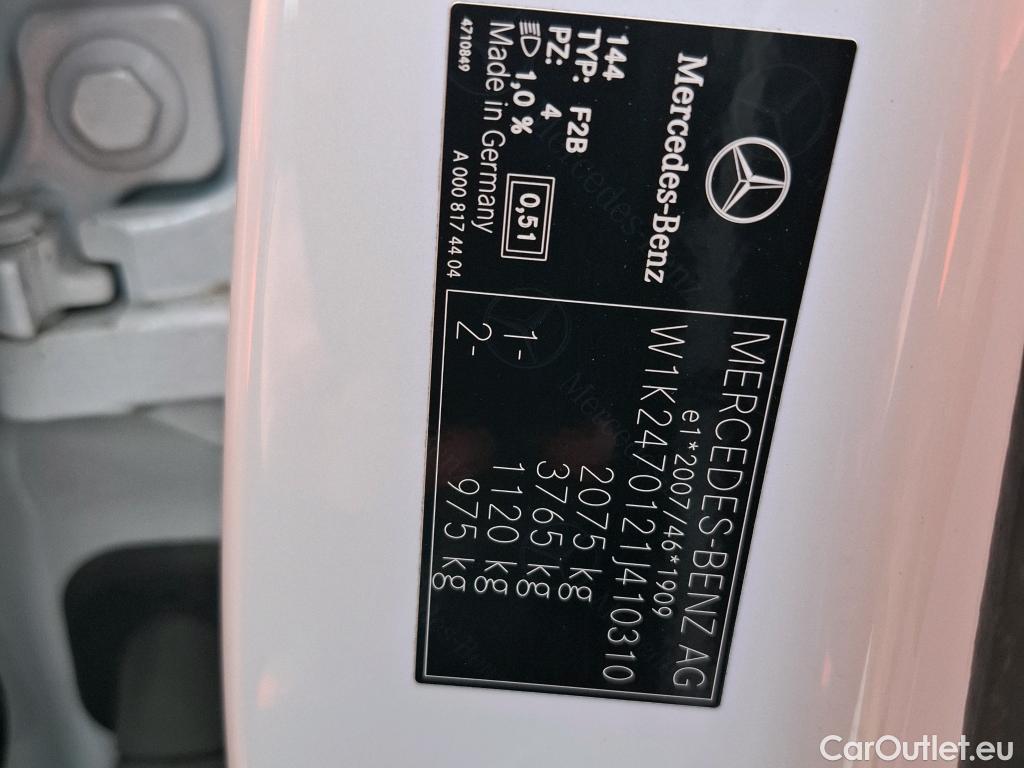 Mercedes-Benz
144
TYP: F2B
PZ: 4
1,0 %
0,51
Made in Germany
4710849
A 000 817 44 04
MERCEDES-BENZ AG
e1*2007/46*1909
W1K2470121J410310
2075 kg
3765 kg
1- 1120 kg
2- 975 kg
CarOutlet.eu